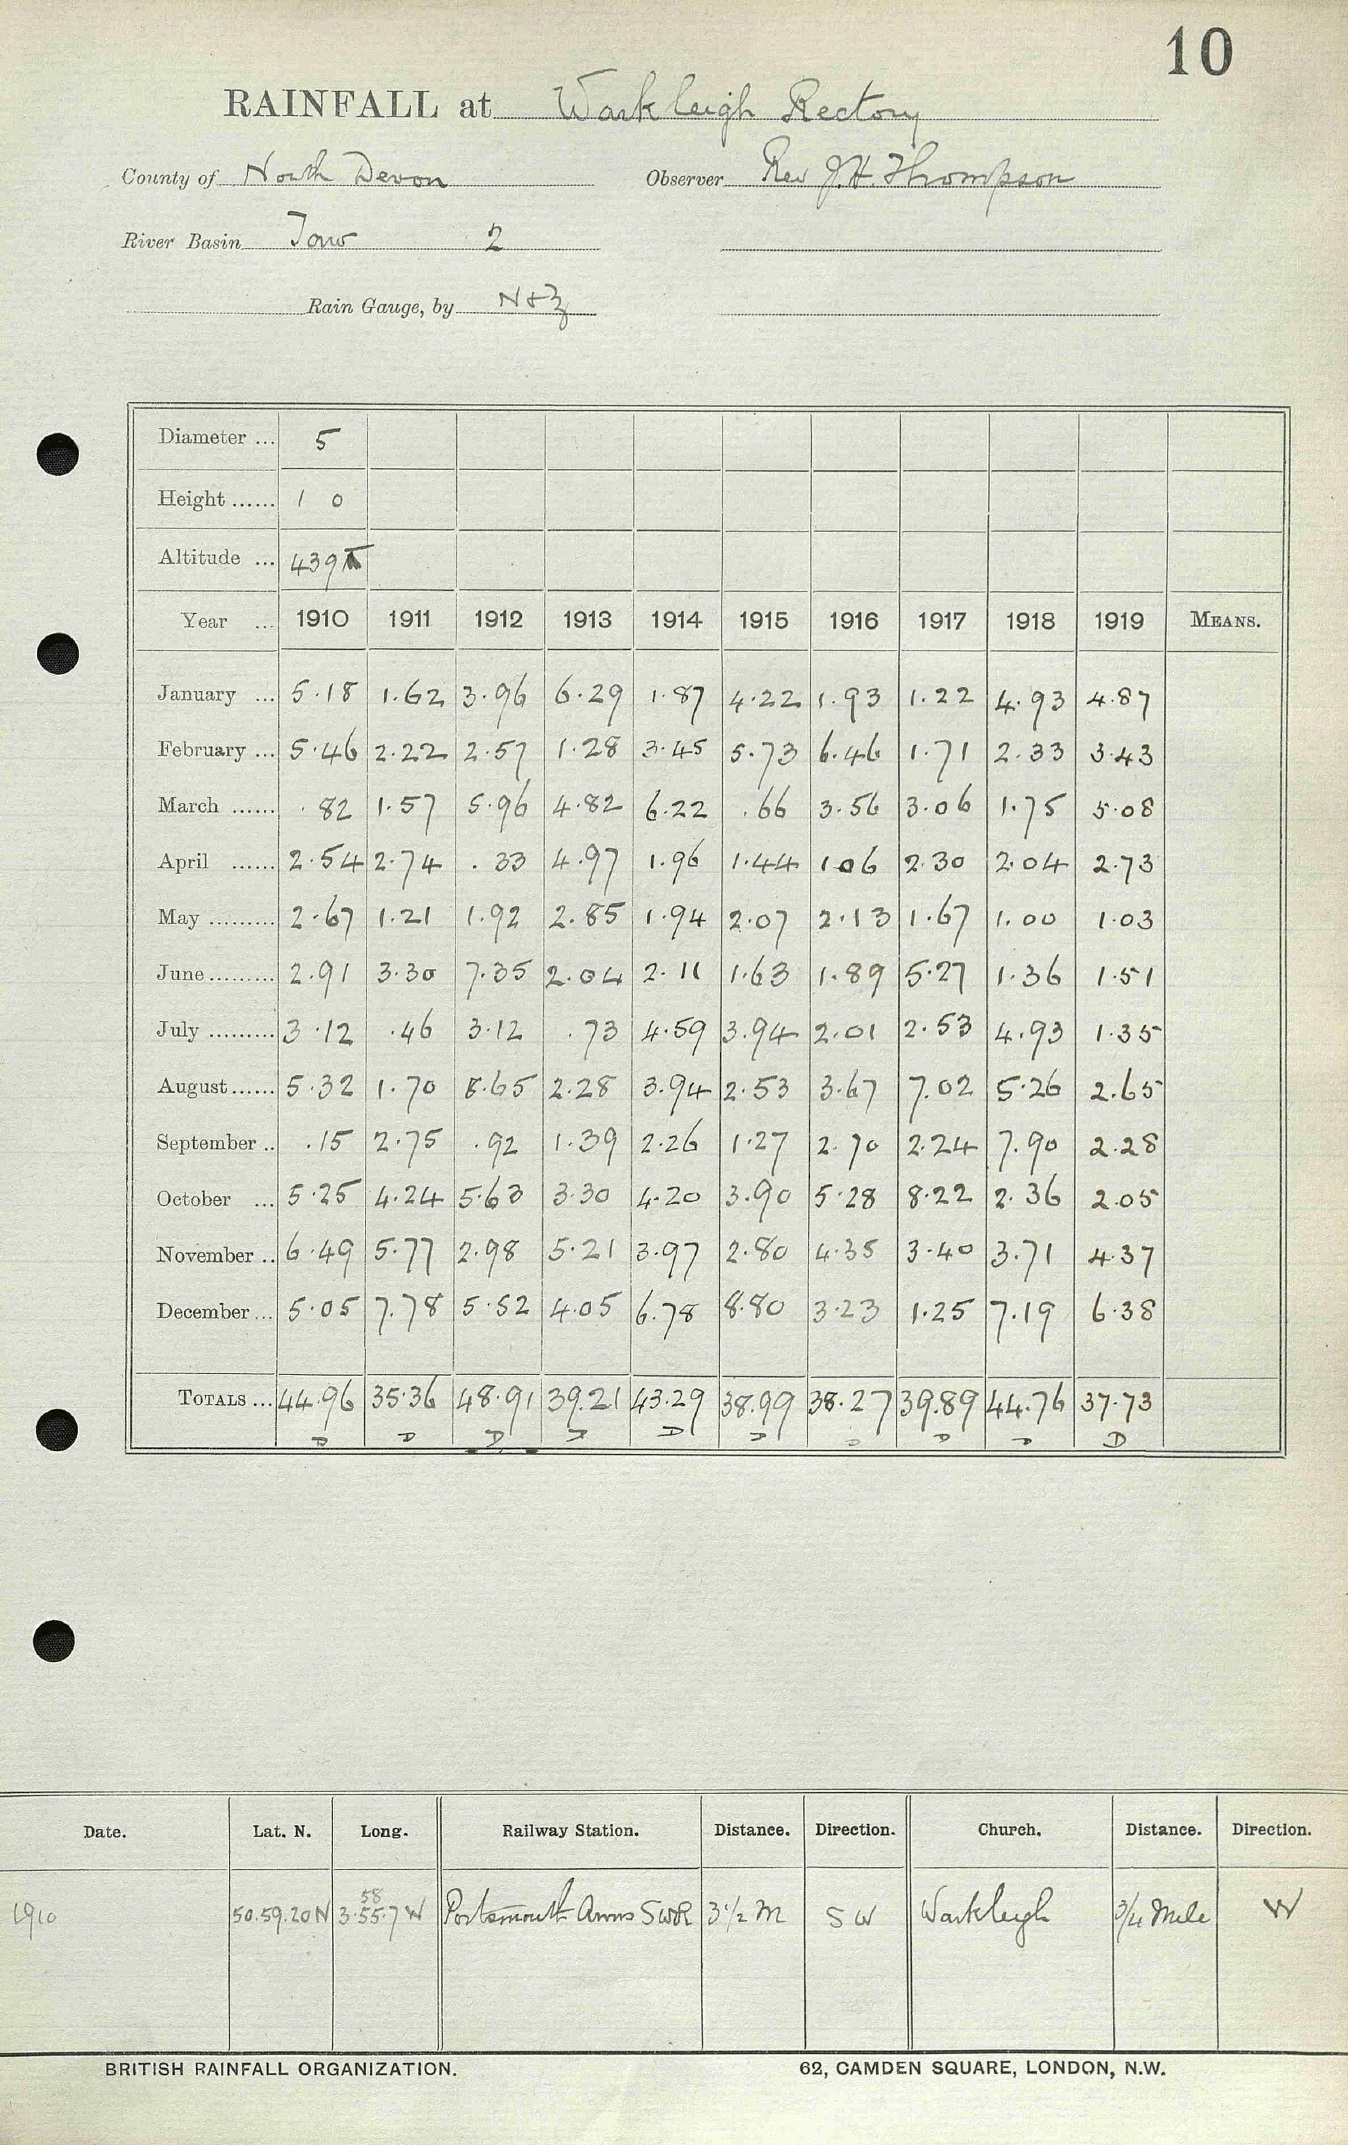 10
RAINFALL at Warkleigh Rectory
County of North Devon Observer Rev J.H. Thompson
River Basin Taw 2
Rain Gauge, by N & Z
Diameter ... 5
Height ...... 1 0
Altitude ... 439
Year ... 1910 1911 1912 1913 1914 1915 1916 1917 1918 1919 MEANS.
January ... 5.18 1.62 3.96 6.29 1.87 4.22 1.93 1.22 4.93 4.87
February ... 5.46 2.22 2.57 1.28 3.45 5.73 6.46 1.71 2.33 3.43
March ...... .82 1.57 5.96 4.82 6.22 .66 3.56 3.06 1.75 5.08
April ...... 2.54 2.74 .33 4.97 1.96 1.44 1.06 2.30 2.04 2.73
May ......... 2.67 1.21 1.92 2.85 1.94 2.07 2.13 1.67 1.00 1.03
June ......... 2.91 3.30 7.35 2.04 2.11 1.63 1.89 5.27 1.36 1.51
July ......... 3.12 .46 3.12 .73 4.59 3.94 2.01 2.53 4.93 1.35
August ...... 5.32 1.70 8.65 2.28 3.94 2.53 3.67 7.02 5.26 2.65
September .. .15 2.75 .92 1.39 2.26 1.27 2.70 2.24 7.90 2.28
October ... 5.25 4.24 5.63 3.30 4.20 3.90 5.28 8.22 2.36 2.05
November .. 6.49 5.77 2.98 5.21 3.97 2.80 4.35 3.40 3.71 4.37
December ... 5.05 7.78 5.52 4.05 6.78 8.80 3.23 1.25 7.19 6.38
TOTALS ... 44.96 35.36 48.91 39.21 43.29 38.99 38.27 39.89 44.76 37.73
D D D D D D D D D D
Date. Lat. N. Long. Railway Station. Distance. Direction. Church. Distance. Direction.
58
1910 50.59.20 N 3.55.7 W Portsmouth Arms SWR 3 1/2 M SW Warkleigh 3/4 Mile W
BRITISH RAINFALL ORGANIZATION. 62, CAMDEN SQUARE, LONDON, N.W.